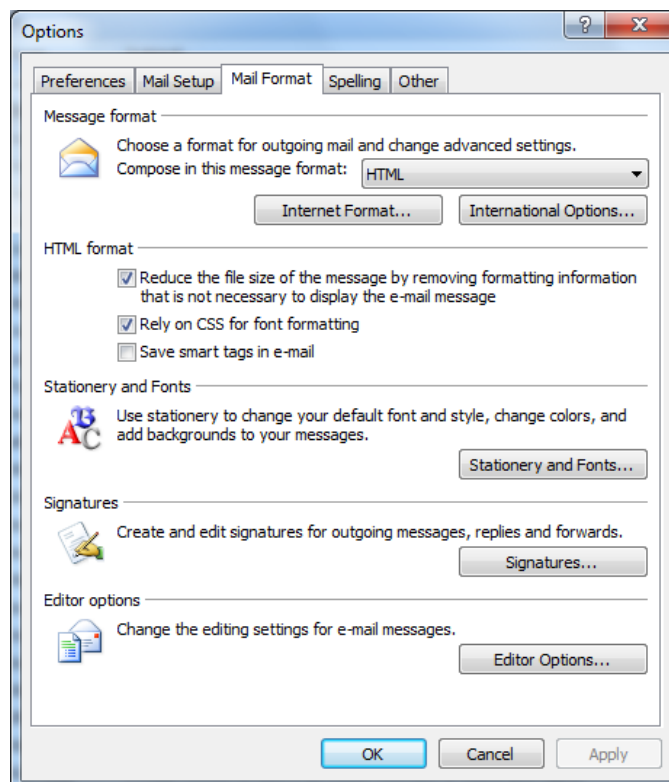 Options
Preferences Mail Setup Mail Format Spelling Other
Message format
Choose a format for outgoing mail and change advanced settings.
Compose in this message format: HTML
Internet Format... International Options...
HTML format
Reduce the file size of the message by removing formatting information
that is not necessary to display the e-mail message
Rely on CSS for font formatting
Save smart tags in e-mail
Stationery and Fonts
Use stationery to change your default font and style, change colors, and
add backgrounds to your messages.
Stationery and Fonts...
Signatures
Create and edit signatures for outgoing messages, replies and forwards.
Signatures...
Editor options
Change the editing settings for e-mail messages.
Editor Options...
OK Cancel Apply